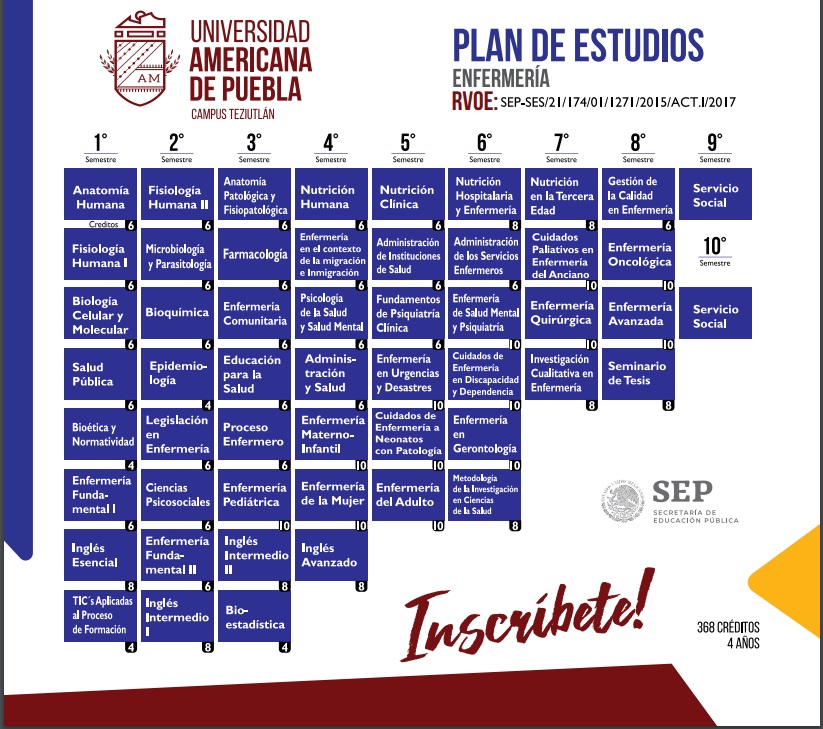 UNIVERSIDAD
AMERICANA
DE PUEBLA
CAMPUS TEZIUTLÁN
AM
PLAN DE ESTUDIOS
ENFERMERÍA
RVOE: SEP-SES/21/174/01/1271/2015/ACT.I/2017
1° 2° 3° 4° 5° 6° 7° 8° 9°
Semestre Semestre Semestre Semestre Semestre Semestre Semestre Semestre Semestre
Anatomía
Humana
Creditos 6
Fisiología
Humana II
6
Anatomía
Patológica y
Fisiopatológica
6
Nutrición
Humana
6
Nutrición
Clínica
6
Nutrición
Hospitalaria
y Enfermería
8
Nutrición
en la Tercera
Edad
8
Gestión de
la Calidad
en Enfermería
6
Servicio
Social
Fisiología
Humana I
6
Microbiología
y Parasitología
6
Farmacología
6
Enfermería
en el contexto
de la migración
e Inmigración
6
Administración
de Instituciones
de Salud
6
Administración
de los Servicios
Enfermeros
6
Cuidados
Paliativos en
Enfermería
del Anciano
10
Enfermería
Oncológica
10
10°
Semestre
Biología
Celular y
Molecular
6
Bioquímica
6
Enfermería
Comunitaria
6
Psicología
de la Salud
y Salud Mental
6
Fundamentos
de Psiquiatría
Clínica
6
Enfermería
de Salud Mental
y Psiquiatría
10
Enfermería
Quirúrgica
10
Enfermería
Avanzada
10
Servicio
Social
Salud
Pública
6
Epidemio-
logía
4
Educación
para la
Salud
6
Adminis-
tración
y Salud
6
Enfermería
en Urgencias
y Desastres
10
Cuidados de
Enfermería
en Discapacidad
y Dependencia
10
Investigación
Cualitativa en
Enfermería
8
Seminario
de Tesis
8
Bioética y
Normatividad
4
Legislación
en
Enfermería
6
Proceso
Enfermero
6
Enfermería
Materno-
Infantil
10
Cuidados de
Enfermería a
Neonatos
con Patología
10
Enfermería
en
Gerontología
10
Enfermería
Funda-
mental I
6
Ciencias
Psicosociales
6
Enfermería
Pediátrica
10
Enfermería
de la Mujer
10
Enfermería
del Adulto
10
Metodología
de la Investigación
en Ciencias
de la Salud
8
Inglés
Esencial
8
Enfermería
Funda-
mental II
6
Inglés
Intermedio
II
8
Inglés
Avanzado
8
TIC´s Aplicadas
al Proceso
de Formación
4
Inglés
Intermedio
I
8
Bio-
estadística
4
SEP
SECRETARÍA DE
EDUCACIÓN PÚBLICA
Inscríbete!
368 CRÉDITOS
4 AÑOS